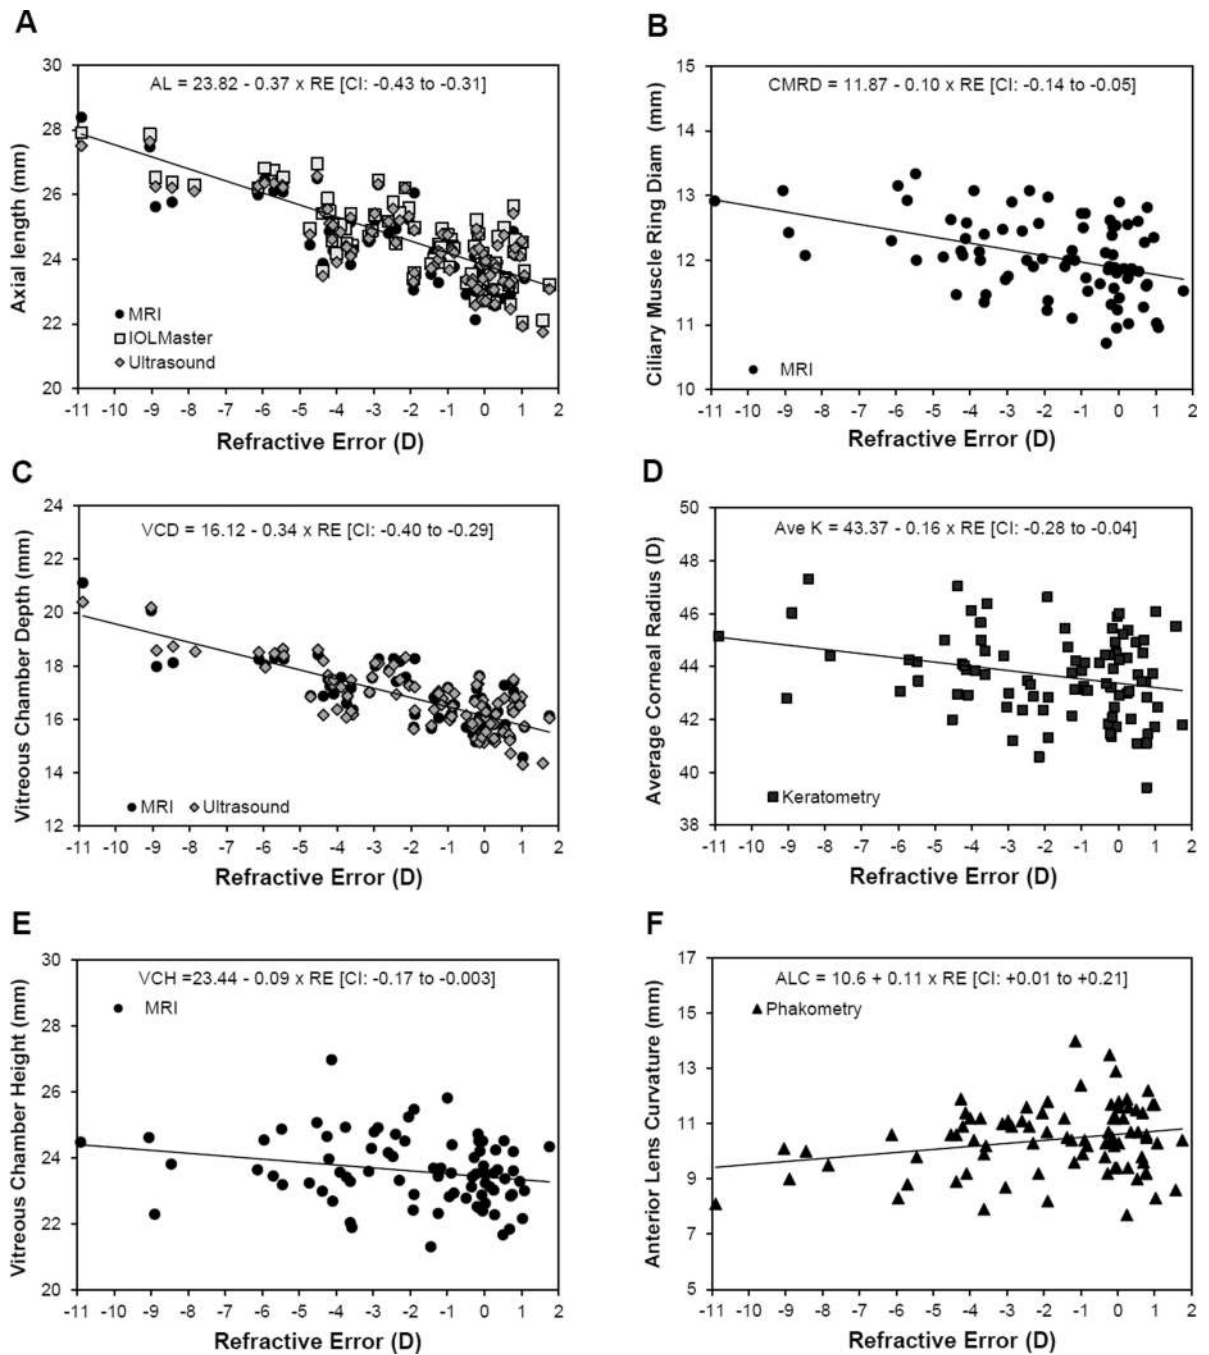 A
AL = 23.82 - 0.37 x RE [CI: -0.43 to -0.31]
Axial length (mm)
30
28
26
24
22
20
MRI
IOLMaster
Ultrasound
-11 -10 -9 -8 -7 -6 -5 -4 -3 -2 -1 0 1 2
Refractive Error (D)
B
CMRD = 11.87 - 0.10 x RE [CI: -0.14 to -0.05]
Ciliary Muscle Ring Diam (mm)
15
14
13
12
11
10
MRI
-11 -10 -9 -8 -7 -6 -5 -4 -3 -2 -1 0 1 2
Refractive Error (D)
C
VCD = 16.12 - 0.34 x RE [CI: -0.40 to -0.29]
Vitreous Chamber Depth (mm)
24
22
20
18
16
14
12
MRI Ultrasound
-11 -10 -9 -8 -7 -6 -5 -4 -3 -2 -1 0 1 2
Refractive Error (D)
D
Ave K = 43.37 - 0.16 x RE [CI: -0.28 to -0.04]
Average Corneal Radius (D)
50
48
46
44
42
40
38
Keratometry
-11 -10 -9 -8 -7 -6 -5 -4 -3 -2 -1 0 1 2
Refractive Error (D)
E
VCH =23.44 - 0.09 x RE [CI: -0.17 to -0.003]
Vitreous Chamber Height (mm)
30
28
26
24
22
20
MRI
-11 -10 -9 -8 -7 -6 -5 -4 -3 -2 -1 0 1 2
Refractive Error (D)
F
ALC = 10.6 + 0.11 x RE [CI: +0.01 to +0.21]
Anterior Lens Curvature (mm)
17
15
13
11
9
7
5
Phakometry
-11 -10 -9 -8 -7 -6 -5 -4 -3 -2 -1 0 1 2
Refractive Error (D)